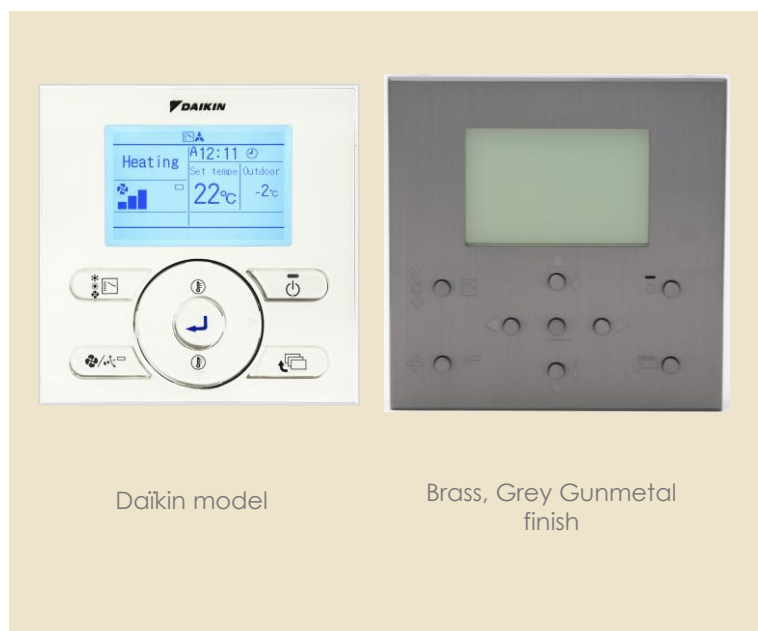 DAIKIN
Heating
A12:11
Set tempe
Outdoor
22°C
-2°C
Daïkin model
Brass, Grey Gunmetal
finish